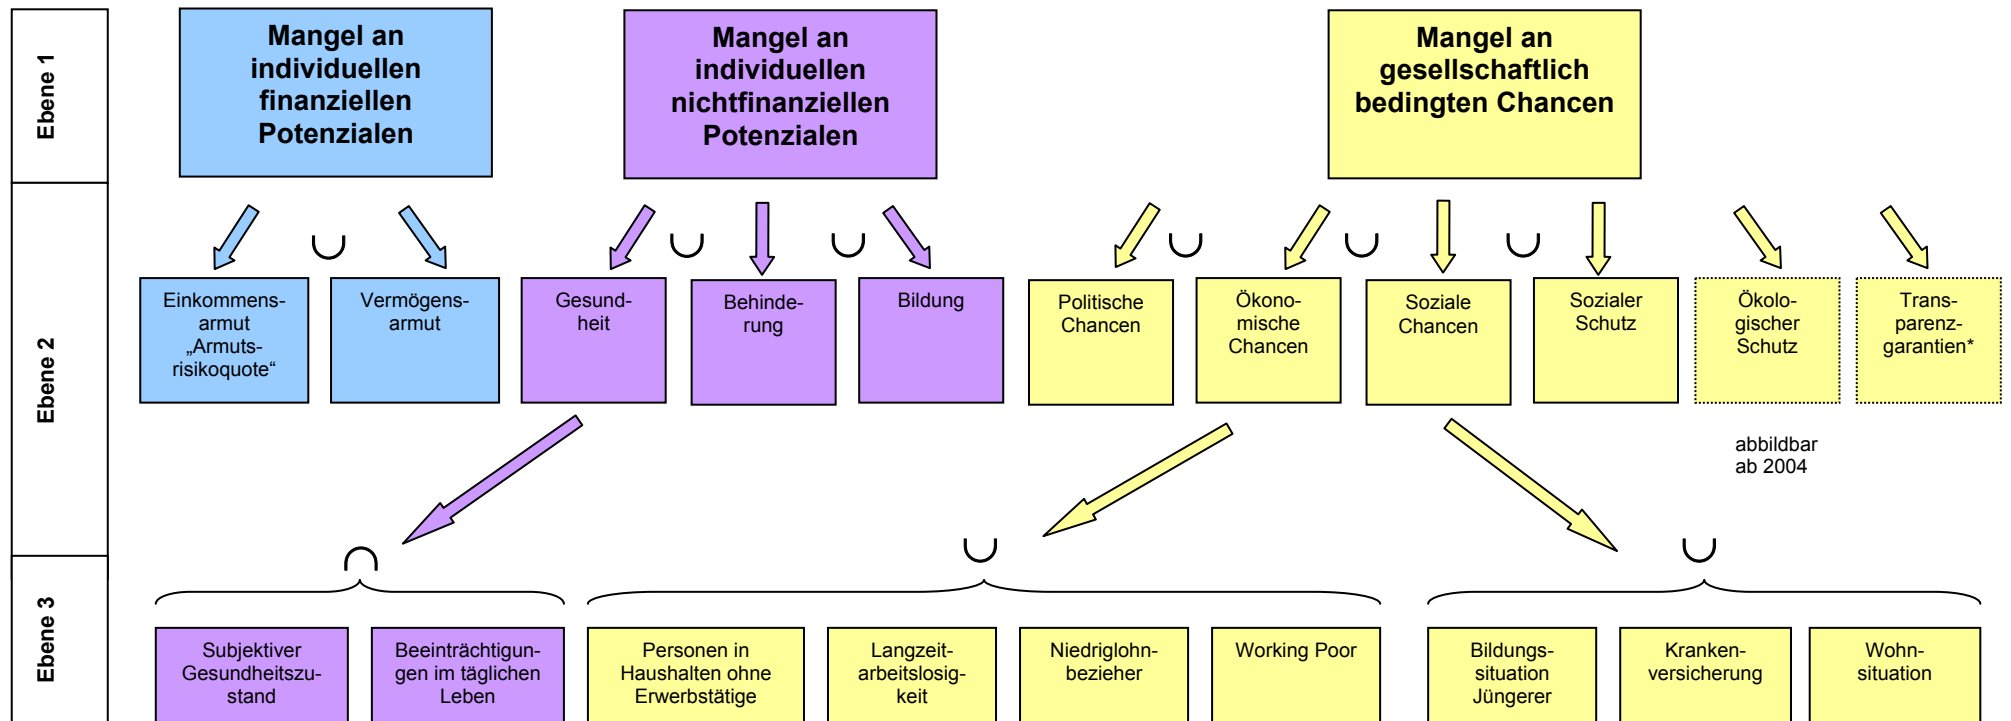 Ebene 1
Mangel an
individuellen
finanziellen
Potenzialen
Mangel an
individuellen
nichtfinanziellen
Potenzialen
Mangel an
gesellschaftlich
bedingten Chancen
Ebene 2
Einkommens-
armut
„Armuts-
risikoquote“
Vermögens-
armut
Gesund-
heit
Behinde-
rung
Bildung
Politische
Chancen
Ökono-
mische
Chancen
Soziale
Chancen
Sozialer
Schutz
Ökolo-
gischer
Schutz
Trans-
parenz-
garantien*
abbildbar
ab 2004
Ebene 3
Subjektiver
Gesundheitszu-
stand
Beeinträchtigun-
gen im täglichen
Leben
Personen in
Haushalten ohne
Erwerbstätige
Langzeit-
arbeitslosig-
keit
Niedriglohn-
bezieher
Working Poor
Bildungs-
situation
Jüngerer
Kranken-
versicherung
Wohn-
situation